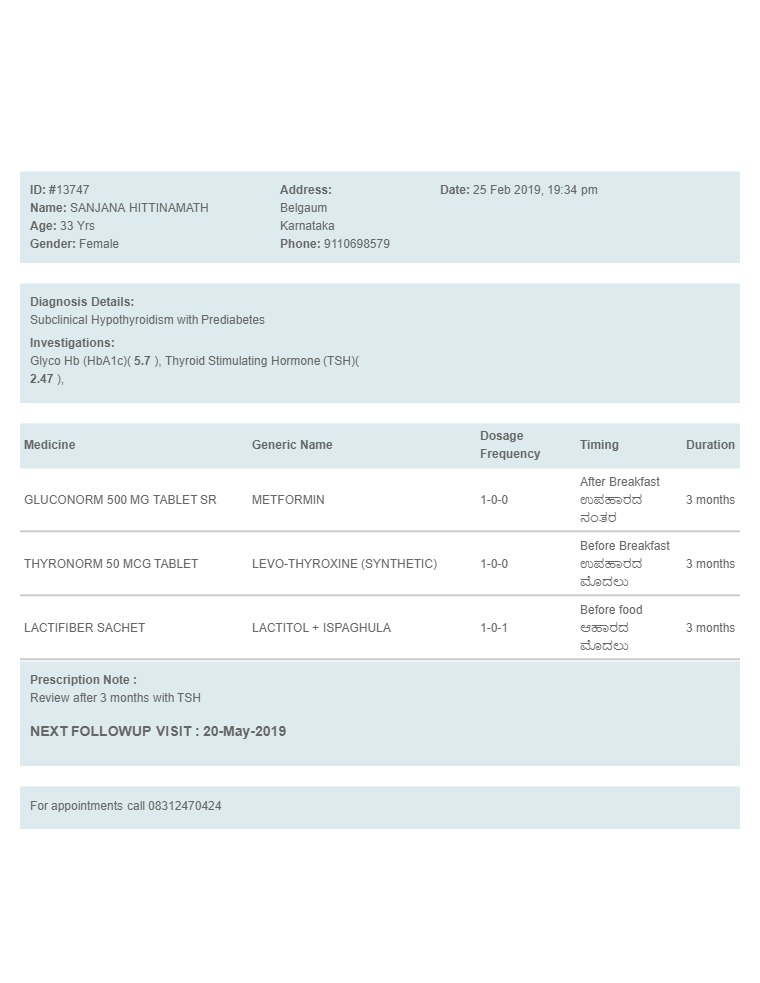 ID: #13747
Name: SANJANA HITTINAMATH
Age: 33 Yrs
Gender: Female
Address:
Belgaum
Karnataka
Phone: 9110698579
Date: 25 Feb 2019, 19:34 pm
Diagnosis Details:
Subclinical Hypothyroidism with Prediabetes
Investigations:
Glyco Hb (HbA1c)( 5.7 ), Thyroid Stimulating Hormone (TSH)(
2.47 ),
Medicine Generic Name Dosage Frequency Timing Duration
GLUCONORM 500 MG TABLET SR METFORMIN 1-0-0 After Breakfast ಉಪಹಾರದ ನಂತರ 3 months
THYRONORM 50 MCG TABLET LEVO-THYROXINE (SYNTHETIC) 1-0-0 Before Breakfast ಉಪಹಾರದ ಮೊದಲು 3 months
LACTIFIBER SACHET LACTITOL + ISPAGHULA 1-0-1 Before food ಆಹಾರದ ಮೊದಲು 3 months
Prescription Note :
Review after 3 months with TSH
NEXT FOLLOWUP VISIT : 20-May-2019
For appointments call 08312470424